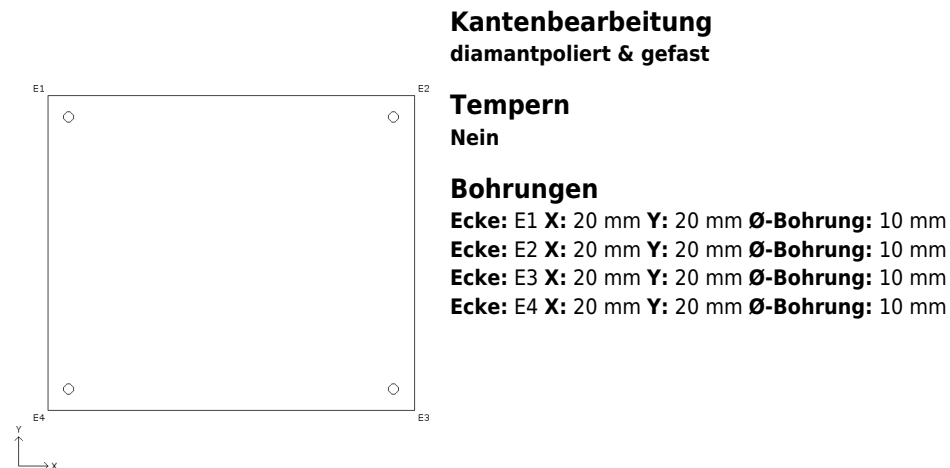 Kantenbearbeitung
diamantpoliert & gefast
E1
E2
Tempern
Nein
Bohrungen
Ecke: E1 X: 20 mm Y: 20 mm Ø-Bohrung: 10 mm
Ecke: E2 X: 20 mm Y: 20 mm Ø-Bohrung: 10 mm
Ecke: E3 X: 20 mm Y: 20 mm Ø-Bohrung: 10 mm
Ecke: E4 X: 20 mm Y: 20 mm Ø-Bohrung: 10 mm
E4
E3
Y
X